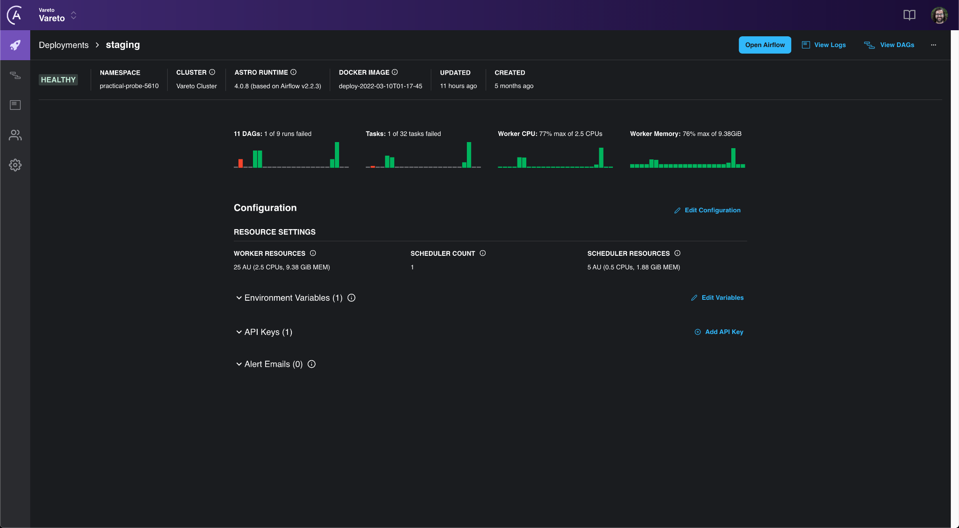 Vareto
Vareto
Deployments > staging
Open Airflow
View Logs
View DAGs
HEALTHY
NAMESPACE
practical-probe-5610
CLUSTER
Vareto Cluster
ASTRO RUNTIME
4.0.8 (based on Airflow v2.2.3)
DOCKER IMAGE
deploy-2022-03-10T01-17-45
UPDATED
11 hours ago
CREATED
5 months ago
11 DAGs: 1 of 9 runs failed
Tasks: 1 of 32 tasks failed
Worker CPU: 77% max of 2.5 CPUs
Worker Memory: 76% max of 9.38GiB
Configuration
Edit Configuration
RESOURCE SETTINGS
WORKER RESOURCES
25 AU (2.5 CPUs, 9.38 GiB MEM)
SCHEDULER COUNT
1
SCHEDULER RESOURCES
5 AU (0.5 CPUs, 1.88 GiB MEM)
Environment Variables (1)
Edit Variables
API Keys (1)
Add API Key
Alert Emails (0)